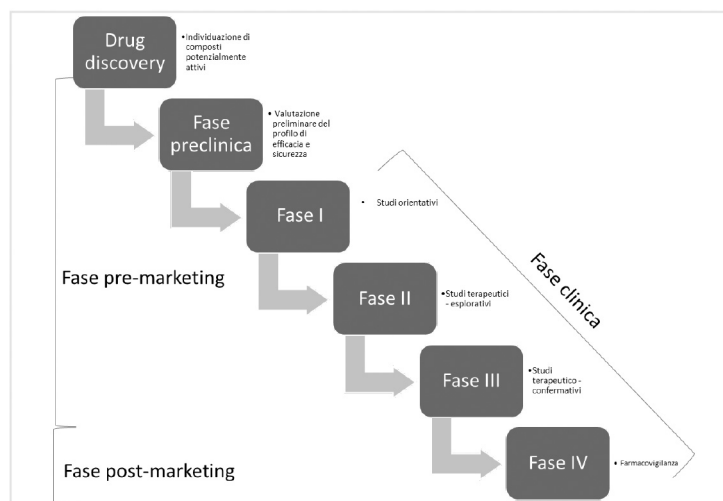 Drug
discovery
•Individuazione di
composti
potenzialmente
attivi
Fase
preclinica
• Valutazione
preliminare del
profilo di
efficacia e
sicurezza
Fase I
• Studi orientativi
Fase pre-marketing
Fase clinica
Fase II
•Studi terapeutici
- esplorativi
Fase III
•Studi
terapeutico -
confermativi
Fase post-marketing
Fase IV
• Farmacovigilanza